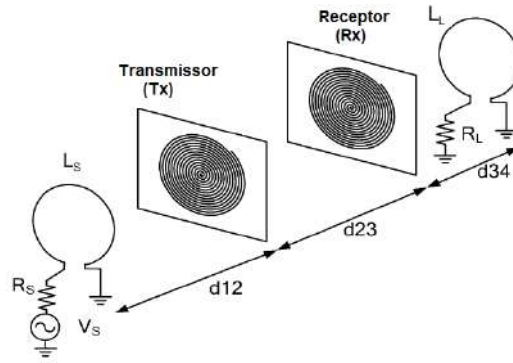 Receptor
(Rx)
L_L
Transmissor
(Tx)
R_L
d34
L_S
d23
R_S
d12
V_S